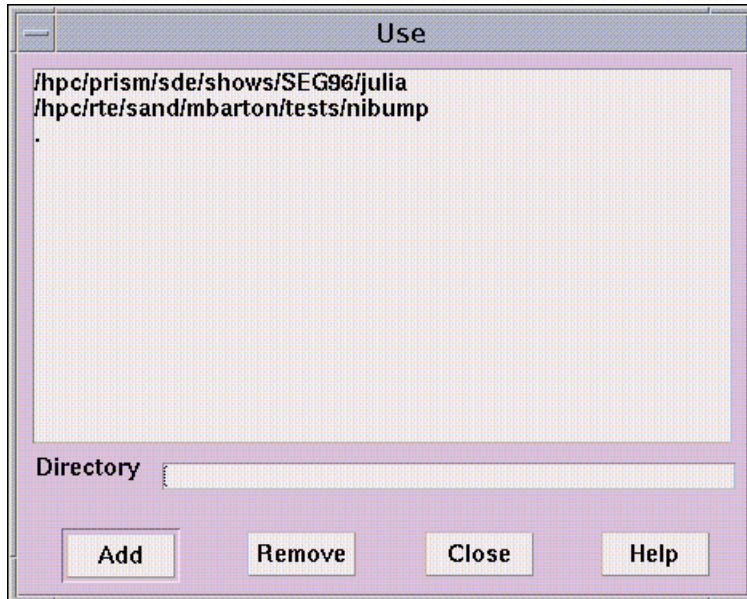 Use
/hpc/prism/sde/shows/SEG96/julia
/hpc/rte/sand/mbarton/tests/nibump
.
Directory
Add Remove Close Help